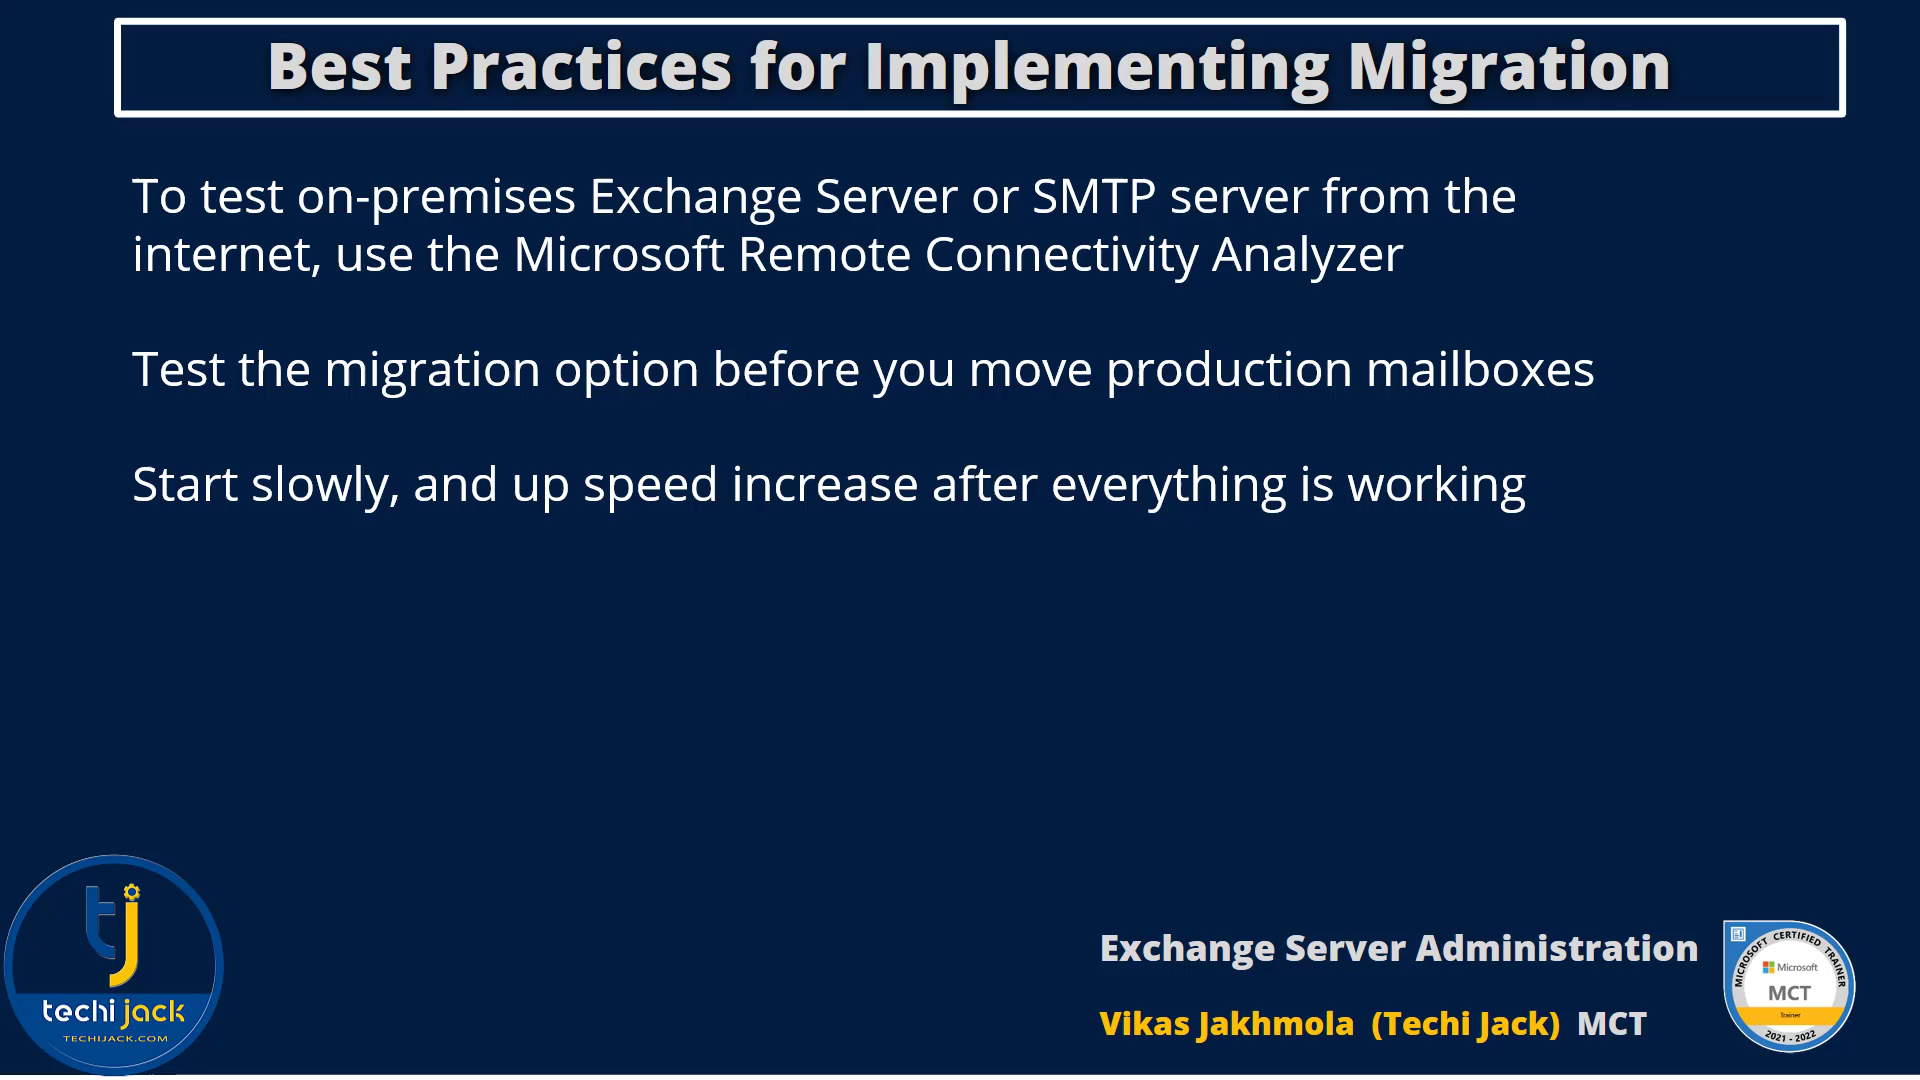 Best Practices for Implementing Migration
To test on-premises Exchange Server or SMTP server from the
internet, use the Microsoft Remote Connectivity Analyzer
Test the migration option before you move production mailboxes
Start slowly, and up speed increase after everything is working
tj
techi jack
TECHIJACK.COM
Exchange Server Administration
Vikas Jakhmola (Techi Jack) MCT
MICROSOFT CERTIFIED TRAINER
Microsoft
MCT
Trainer
2021 - 2022